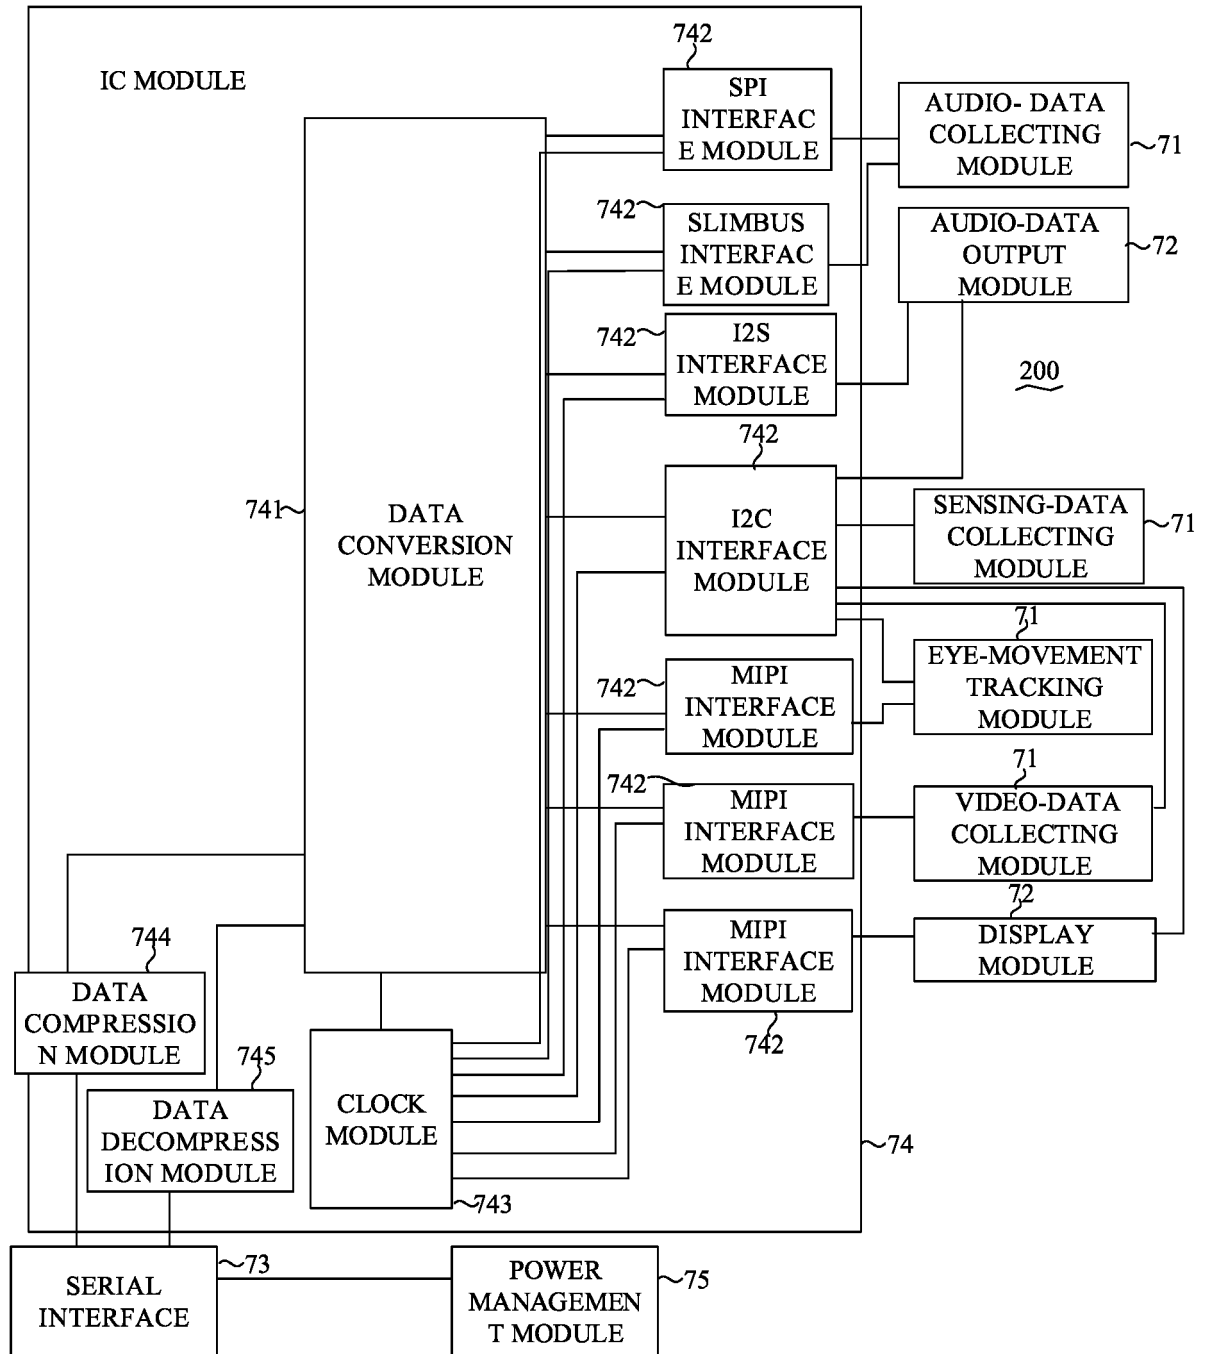 IC MODULE
742
SPI
INTERFAC
E MODULE
AUDIO- DATA
COLLECTING
MODULE
71
742
SLIMBUS
INTERFAC
E MODULE
AUDIO-DATA
OUTPUT
MODULE
72
742
I2S
INTERFACE
MODULE
200
742
I2C
INTERFACE
MODULE
741
DATA
CONVERSION
MODULE
SENSING-DATA
COLLECTING
MODULE
71
71
EYE-MOVEMENT
TRACKING
MODULE
742
MIPI
INTERFACE
MODULE
742
MIPI
INTERFACE
MODULE
71
VIDEO-DATA
COLLECTING
MODULE
72
DISPLAY
MODULE
MIPI
INTERFACE
MODULE
742
744
DATA
COMPRESSIO
N MODULE
745
DATA
DECOMPRESS
ION MODULE
CLOCK
MODULE
743
74
73
SERIAL
INTERFACE
POWER
MANAGEMEN
T MODULE
75